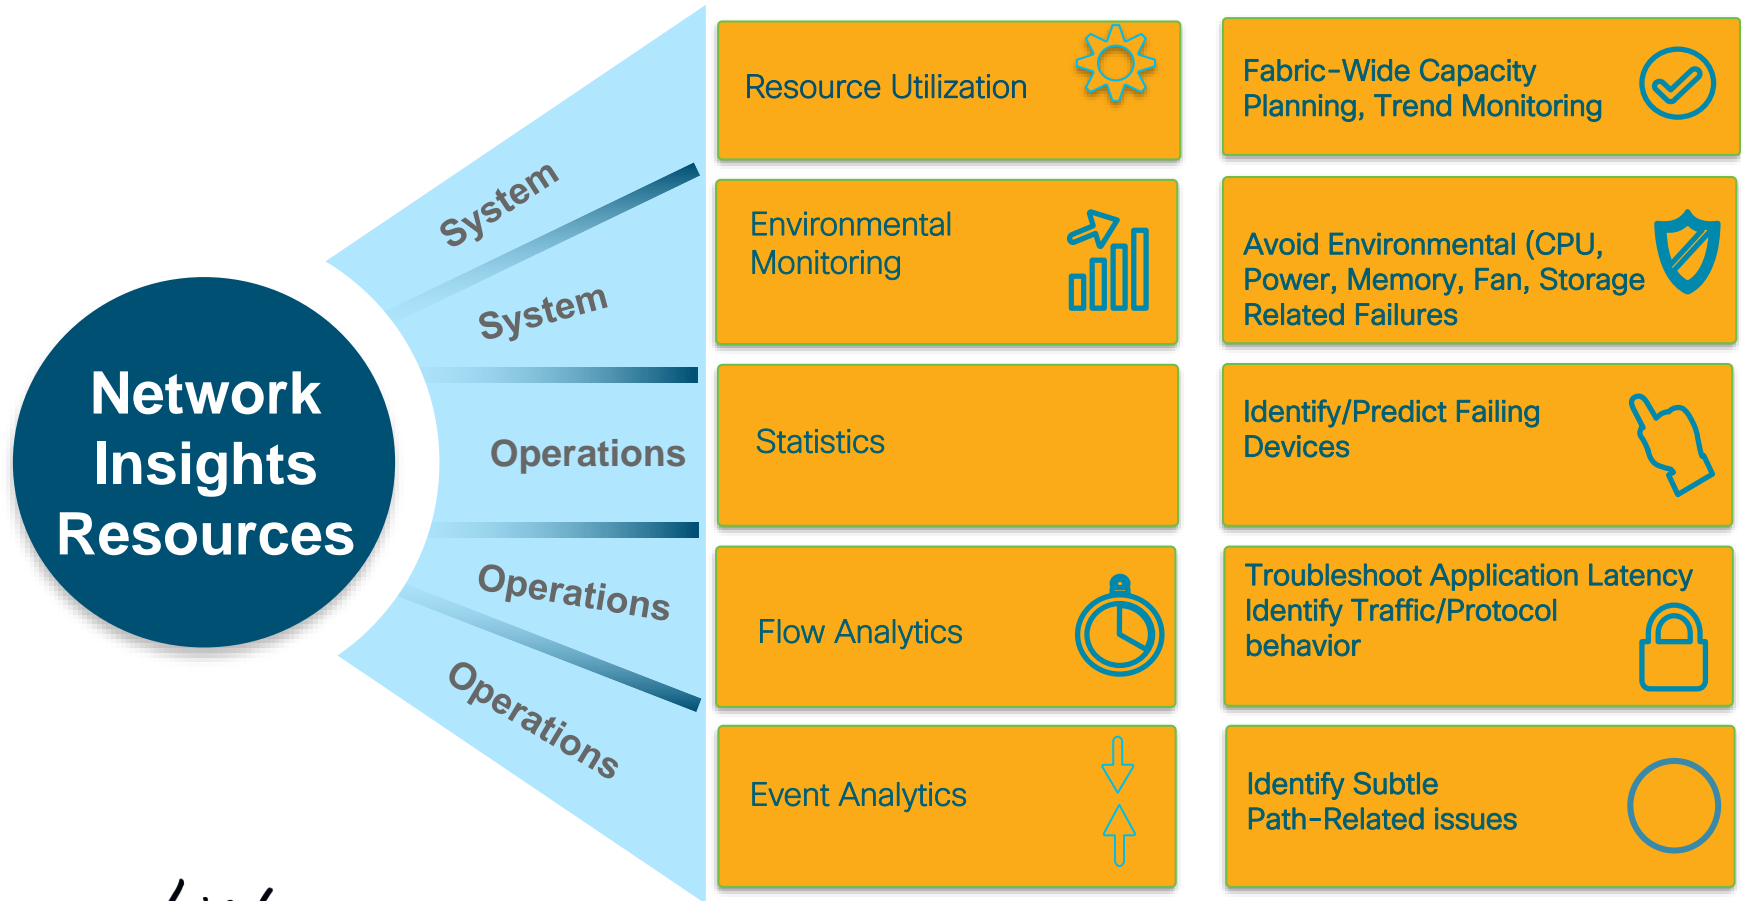 Network
Insights
Resources
System
System
Operations
Operations
Operations
Resource Utilization
Fabric-Wide Capacity
Planning, Trend Monitoring
Environmental
Monitoring
Avoid Environmental (CPU,
Power, Memory, Fan, Storage
Related Failures
Statistics
Identify/Predict Failing
Devices
Flow Analytics
Troubleshoot Application Latency
Identify Traffic/Protocol
behavior
Event Analytics
Identify Subtle
Path-Related issues